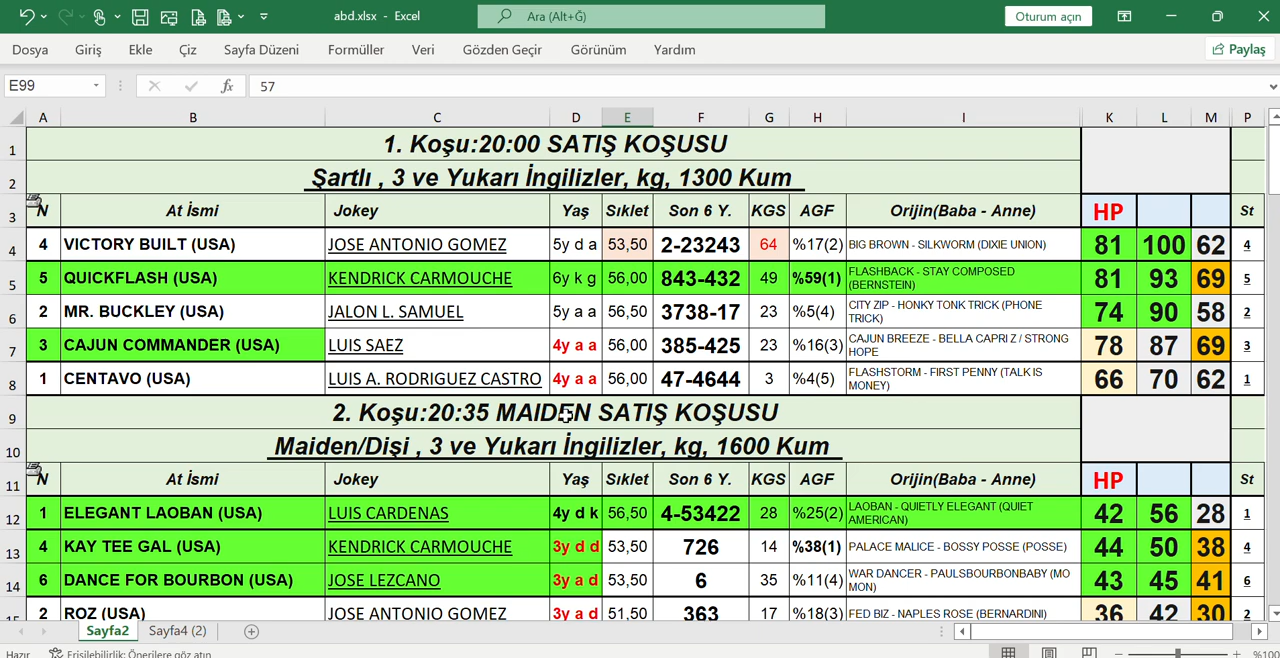 abd.xlsx - Excel
Ara (Alt+Ğ)
Oturum açın
Dosya Giriş Ekle Çiz Sayfa Düzeni Formüller Veri Gözden Geçir Görünüm Yardım Paylaş
E99 fx 57
A B C D E F G H I K L M P
1 1. Koşu:20:00 SATIŞ KOŞUSU
2 Şartlı , 3 ve Yukarı İngilizler, kg, 1300 Kum
3 N At İsmi Jokey Yaş Sıklet Son 6 Y. KGS AGF Orijin(Baba - Anne) HP St
4 4 VICTORY BUILT (USA) JOSE ANTONIO GOMEZ 5y d a 53,50 2-23243 64 %17(2) BIG BROWN - SILKWORM (DIXIE UNION) 81 100 62 4
5 5 QUICKFLASH (USA) KENDRICK CARMOUCHE 6y k g 56,00 843-432 49 %59(1) FLASHBACK - STAY COMPOSED (BERNSTEIN) 81 93 69 5
6 2 MR. BUCKLEY (USA) JALON L. SAMUEL 5y a a 56,50 3738-17 23 %5(4) CITY ZIP - HONKY TONK TRICK (PHONE TRICK) 74 90 58 2
7 3 CAJUN COMMANDER (USA) LUIS SAEZ 4y a a 56,00 385-425 23 %16(3) CAJUN BREEZE - BELLA CAPRI Z / STRONG HOPE 78 87 69 3
8 1 CENTAVO (USA) LUIS A. RODRIGUEZ CASTRO 4y a a 56,00 47-4644 3 %4(5) FLASHSTORM - FIRST PENNY (TALK IS MONEY) 66 70 62 1
9 2. Koşu:20:35 MAIDEN SATIŞ KOŞUSU
10 Maiden/Dişi , 3 ve Yukarı İngilizler, kg, 1600 Kum
11 N At İsmi Jokey Yaş Sıklet Son 6 Y. KGS AGF Orijin(Baba - Anne) HP St
12 1 ELEGANT LAOBAN (USA) LUIS CARDENAS 4y d k 56,50 4-53422 28 %25(2) LAOBAN - QUIETLY ELEGANT (QUIET AMERICAN) 42 56 28 1
13 4 KAY TEE GAL (USA) KENDRICK CARMOUCHE 3y d d 53,50 726 14 %38(1) PALACE MALICE - BOSSY POSSE (POSSE) 44 50 38 4
14 6 DANCE FOR BOURBON (USA) JOSE LEZCANO 3y a d 53,50 6 35 %11(4) WAR DANCER - PAULSBOURBONBABY (MO MON) 43 45 41 6
15 2 ROZ (USA) JOSE ANTONIO GOMEZ 3y a d 51,50 363 17 %18(3) FED BIZ - NAPLES ROSE (BERNARDINI) 36 42 30 2
Sayfa2 Sayfa4 (2)
Hazır Erişilebilirlik: Önerilere göz atın %100